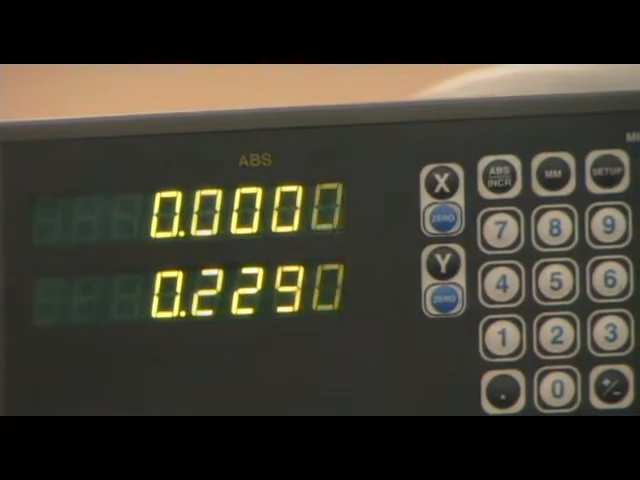 ABS
0.0000
0.2290
X
ZERO
Y
ZERO
ABS INCR
MM
SETUP
7 8 9
4 5 6
1 2 3
. 0 +/-